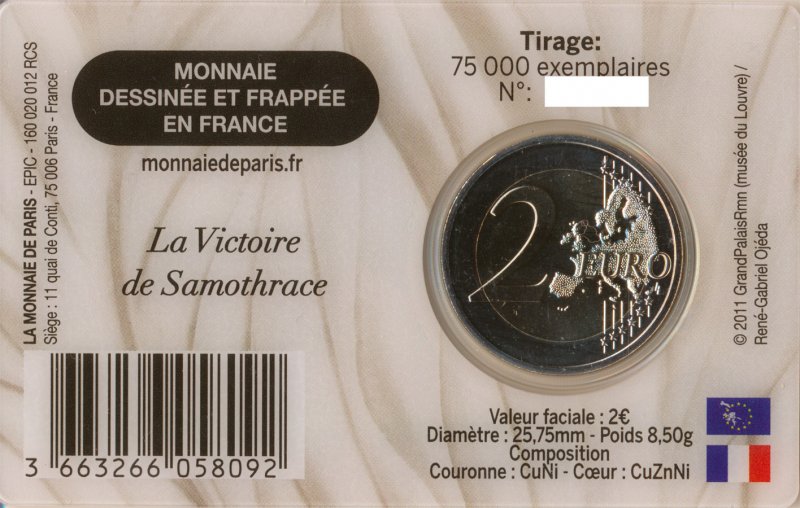 LA MONNAIE DE PARIS - EPIC - 160 020 012 RCS
Siège : 11 quai de Conti, 75 006 Paris - France
MONNAIE
DESSINÉE ET FRAPPÉE
EN FRANCE
monnaiedeparis.fr
La Victoire
de Samothrace
3 663266 058092
Tirage:
75 000 exemplaires
N°:
2 EURO
Valeur faciale : 2€
Diamètre : 25,75mm - Poids 8,50g
Composition
Couronne : CuNi - Cœur : CuZnNi
© 2011 GrandPalaisRmn (musée du Louvre) /
René-Gabriel Ojéda